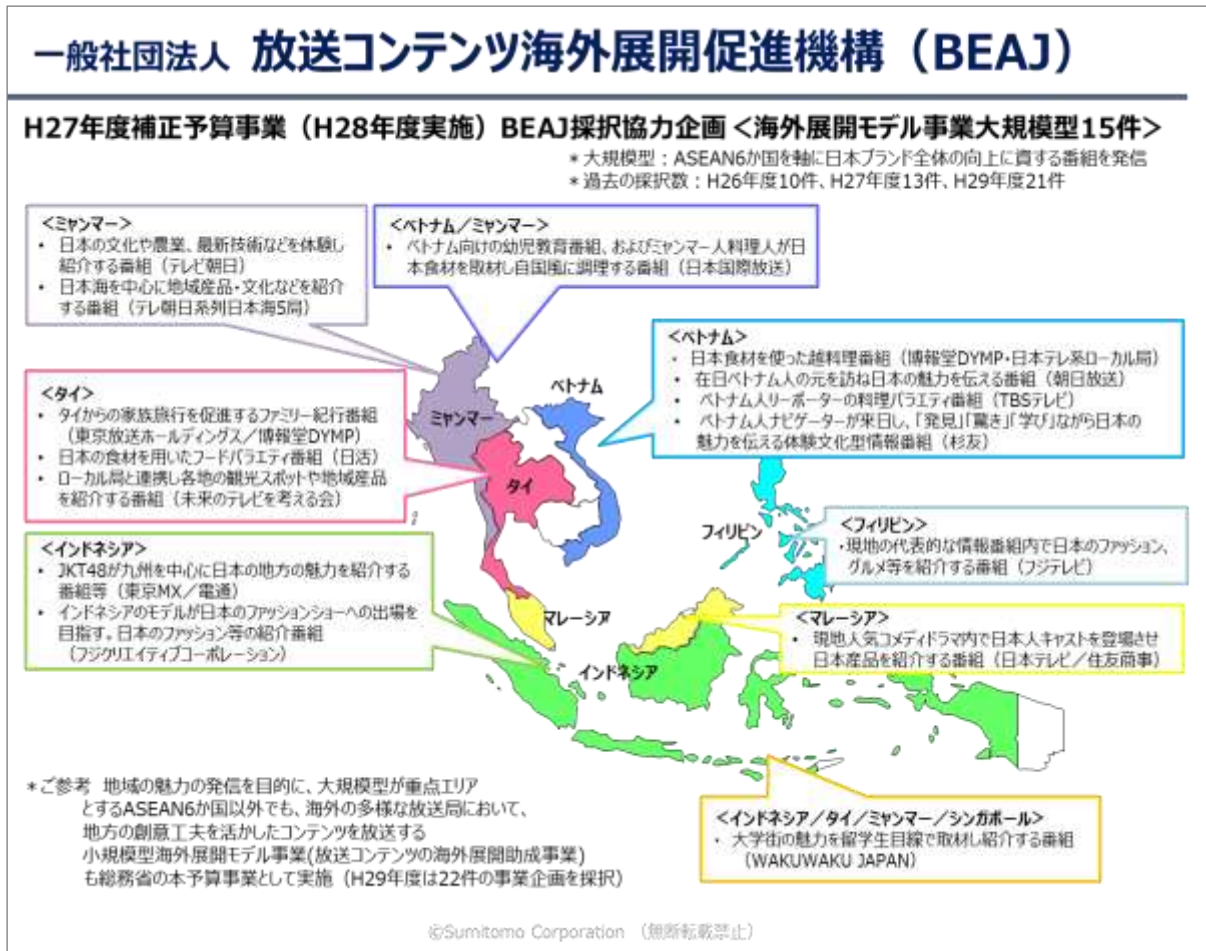 一般社団法人 放送コンテンツ海外展開促進機構（BEAJ）
H27年度補正予算事業（H28年度実施）BEAJ採択協力企画＜海外展開モデル事業大規模型15件＞
＊大規模型：ASEAN6か国を軸に日本ブランド全体の向上に資する番組を発信
＊過去の採択数：H26年度10件、H27年度13件、H29年度21件
＜ミャンマー＞
• 日本の文化や農業、最新技術などを体験し
紹介する番組（テレビ朝日）
• 日本海を中心に地域産品・文化などを紹介
する番組（テレ朝日系列日本海5局）
＜ベトナム／ミャンマー＞
• ベトナム向けの幼児教育番組、およびミャンマー人料理人が日
本食材を取材し自国風に調理する番組（日本国際放送）
＜ベトナム＞
• 日本食材を使った越料理番組（博報堂DYMP・日本テレ系ローカル局）
• 在日ベトナム人の元を訪ね日本の魅力を伝える番組（朝日放送）
• ベトナム人リーポーターの料理バラエティ番組（TBSテレビ）
• ベトナム人ナビゲーターが来日し、「発見」「驚き」「学び」ながら日本の
魅力を伝える体験文化型情報番組（杉友）
＜タイ＞
• タイからの家族旅行を促進するファミリー紀行番組
（東京放送ホールディングス／博報堂DYMP）
• 日本の食材を用いたフードバラエティ番組（日活）
• ローカル局と連携し各地の観光スポットや地域産品
を紹介する番組（未来のテレビを考える会）
ベトナム
ミャンマー
タイ
フィリピン
マレーシア
インドネシア
＜フィリピン＞
・現地の代表的な情報番組内で日本のファッション、
グルメ等を紹介する番組（フジテレビ）
＜インドネシア＞
• JKT48が九州を中心に日本の地方の魅力を紹介する
番組等（東京MX／電通）
• インドネシアのモデルが日本のファッションショーへの出場を
目指す。日本のファッション等の紹介番組
（フジクリエイティブコーポレーション）
＜マレーシア＞
• 現地人気コメディドラマ内で日本人キャストを登場させ
日本産品を紹介する番組（日本テレビ／住友商事）
＊ご参考 地域の魅力の発信を目的に、大規模型が重点エリア
とするASEAN6か国以外でも、海外の多様な放送局において、
地方の創意工夫を活かしたコンテンツを放送する
小規模型海外展開モデル事業(放送コンテンツの海外展開助成事業)
も総務省の本予算事業として実施（H29年度は22件の事業企画を採択）
＜インドネシア／タイ／ミャンマー／シンガポール＞
• 大学街の魅力を留学生目線で取材し紹介する番組
（WAKUWAKU JAPAN）
©Sumitomo Corporation （無断転載禁止）